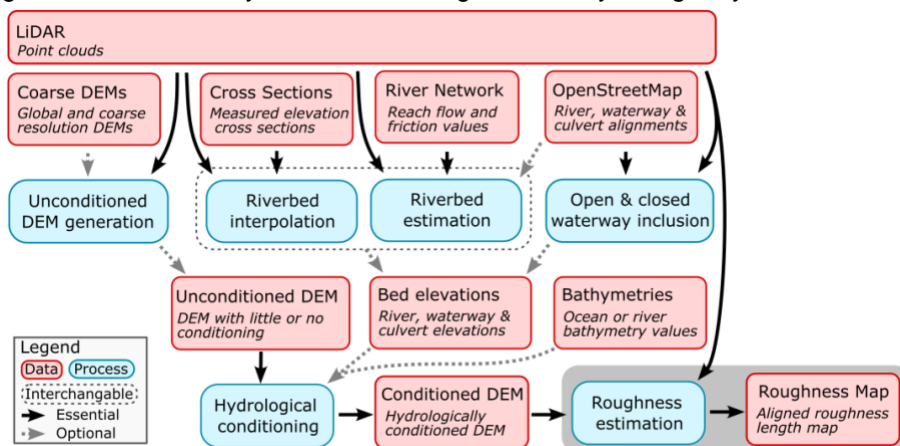 LiDAR
Point clouds
Coarse DEMs
Global and coarse
resolution DEMs
Cross Sections
Measured elevation
cross sections
River Network
Reach flow and
friction values
OpenStreetMap
River, waterway &
culvert alignments
Unconditioned
DEM generation
Riverbed
interpolation
Riverbed
estimation
Open & closed
waterway inclusion
Unconditioned DEM
DEM with little or no
conditioning
Bed elevations
River, waterway &
culvert elevations
Bathymetries
Ocean or river
bathymetry values
Legend
Data
Process
Interchangable
Essential
Optional
Hydrological
conditioning
Conditioned DEM
Hydrologically
conditioned DEM
Roughness
estimation
Roughness Map
Aligned roughness
length map